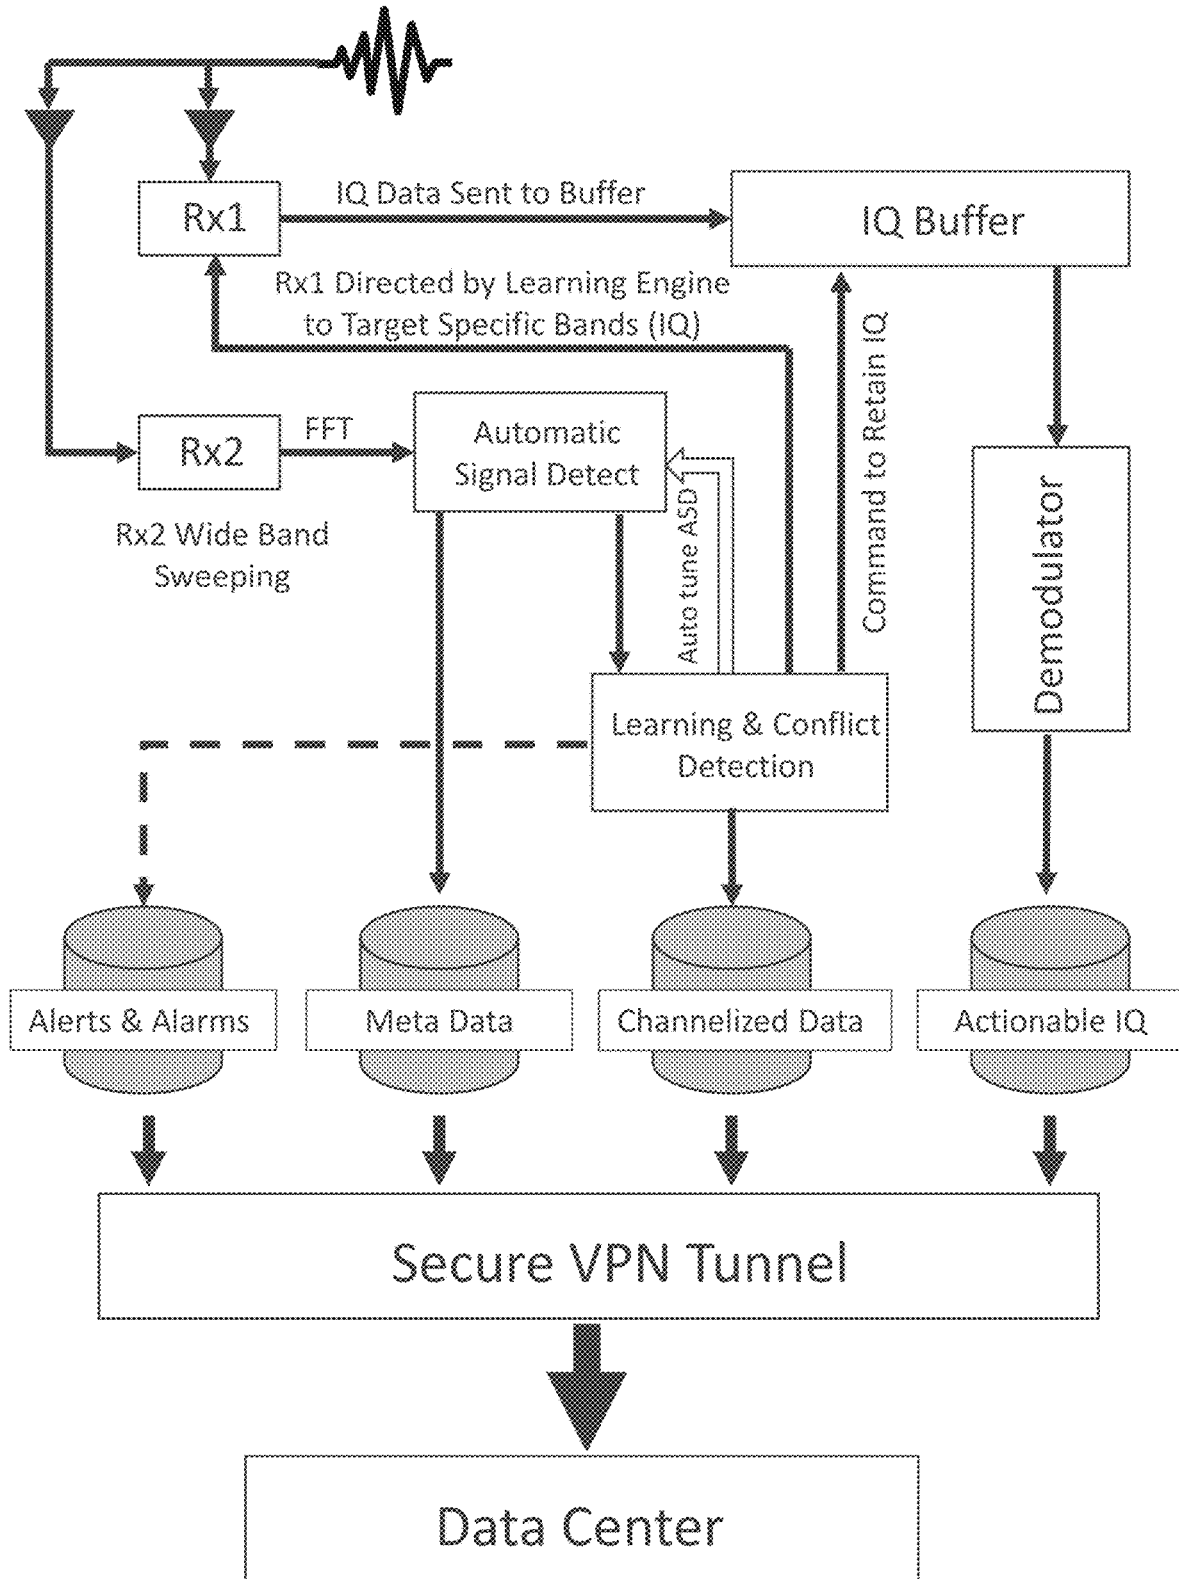 Rx1
IQ Data Sent to Buffer
IQ Buffer
Rx1 Directed by Learning Engine
to Target Specific Bands (IQ)
Command to Retain IQ
Rx2
FFT
Automatic
Signal Detect
Rx2 Wide Band
Sweeping
Auto tune ASD
Demodulator
Learning & Conflict
Detection
Alerts & Alarms
Meta Data
Channelized Data
Actionable IQ
Secure VPN Tunnel
Data Center